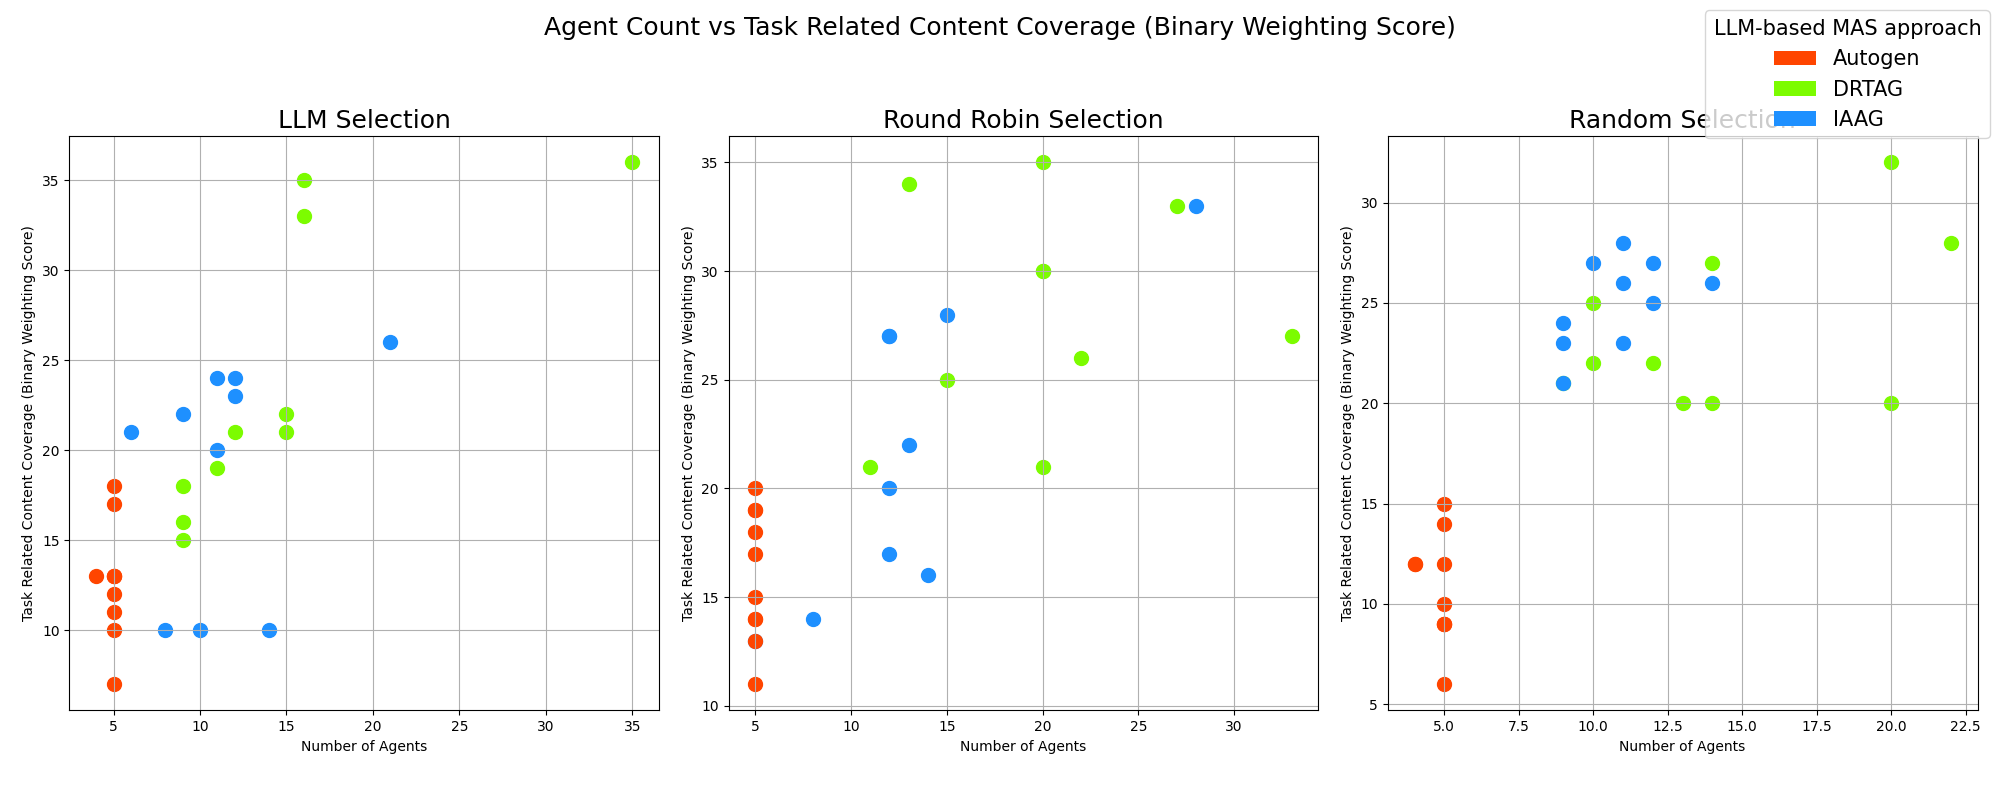 Agent Count vs Task Related Content Coverage (Binary Weighting Score)
LLM-based MAS approach
Autogen
DRTAG
IAAG
LLM Selection
Task Related Content Coverage (Binary Weighting Score)
35
30
25
20
15
10
5 10 15 20 25 30 35
Number of Agents
Round Robin Selection
Task Related Content Coverage (Binary Weighting Score)
35
30
25
20
15
10
5 10 15 20 25 30
Number of Agents
Random Selection
Task Related Content Coverage (Binary Weighting Score)
30
25
20
15
10
5
5.0 7.5 10.0 12.5 15.0 17.5 20.0 22.5
Number of Agents